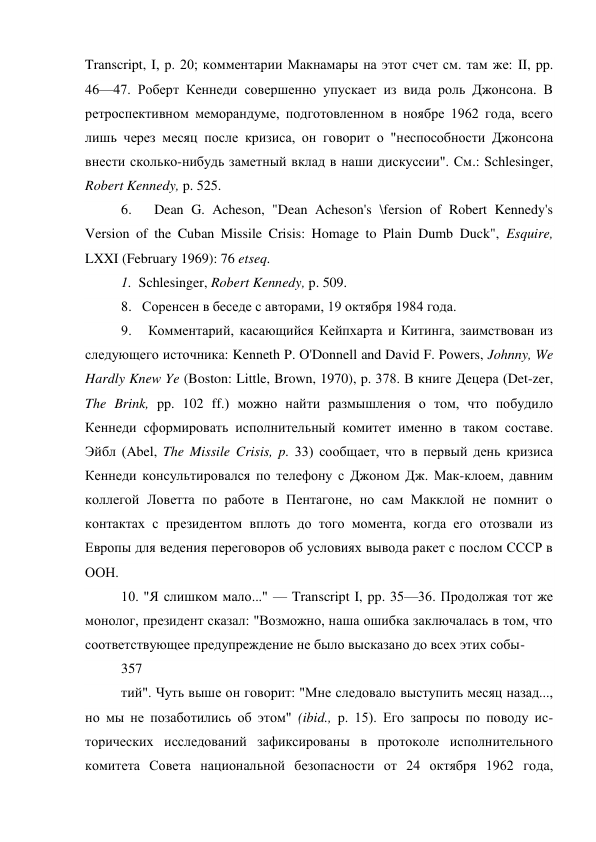 Transcript, I, p. 20; комментарии Макнамары на этот счет см. там же: II, pp.
46—47. Роберт Кеннеди совершенно упускает из вида роль Джонсона. В
ретроспективном меморандуме, подготовленном в ноябре 1962 года, всего
лишь через месяц после кризиса, он говорит о "неспособности Джонсона
внести сколько-нибудь заметный вклад в наши дискуссии". См.: Schlesinger,
Robert Kennedy, p. 525.
6. Dean G. Acheson, "Dean Acheson's \fersion of Robert Kennedy's
Version of the Cuban Missile Crisis: Homage to Plain Dumb Duck", Esquire,
LXXI (February 1969): 76 etseq.
1. Schlesinger, Robert Kennedy, p. 509.
8. Соренсен в беседе с авторами, 19 октября 1984 года.
9. Комментарий, касающийся Кейпхарта и Китинга, заимствован из
следующего источника: Kenneth P. O'Donnell and David F. Powers, Johnny, We
Hardly Knew Ye (Boston: Little, Brown, 1970), p. 378. В книге Децера (Det-zer,
The Brink, pp. 102 ff.) можно найти размышления о том, что побудило
Кеннеди сформировать исполнительный комитет именно в таком составе.
Эйбл (Abel, The Missile Crisis, p. 33) сообщает, что в первый день кризиса
Кеннеди консультировался по телефону с Джоном Дж. Мак-клоем, давним
коллегой Ловетта по работе в Пентагоне, но сам Макклой не помнит о
контактах с президентом вплоть до того момента, когда его отозвали из
Европы для ведения переговоров об условиях вывода ракет с послом СССР в
ООН.
10. "Я слишком мало..." — Transcript I, pp. 35—36. Продолжая тот же
монолог, президент сказал: "Возможно, наша ошибка заключалась в том, что
соответствующее предупреждение не было высказано до всех этих собы-
357
тий". Чуть выше он говорит: "Мне следовало выступить месяц назад...,
но мы не позаботились об этом" (ibid., p. 15). Его запросы по поводу ис-
торических исследований зафиксированы в протоколе исполнительного
комитета Совета национальной безопасности от 24 октября 1962 года,